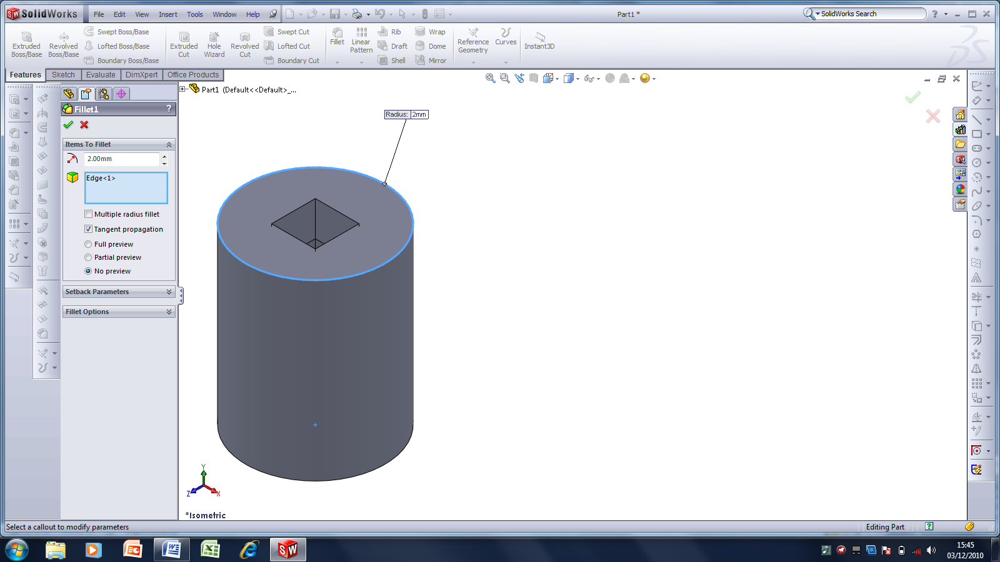 SolidWorks File Edit View Insert Tools Window Help Part1 * SolidWorks Search ?
Extruded Boss/Base
Revolved Boss/Base
Swept Boss/Base
Lofted Boss/Base
Boundary Boss/Base
Extruded Cut
Hole Wizard
Revolved Cut
Swept Cut
Lofted Cut
Boundary Cut
Fillet
Linear Pattern
Rib
Draft
Shell
Wrap
Dome
Mirror
Reference Geometry
Curves
Instant3D
Features Sketch Evaluate DimXpert Office Products
Part1 (Default<<Default>_...
Fillet1 ?
Items To Fillet
2.00mm
Edge<1>
Multiple radius fillet
Tangent propagation
Full preview
Partial preview
No preview
Setback Parameters
Fillet Options
Radius: 2mm
Y
Z
X
*Isometric
Select a callout to modify parameters
Editing Part ?
15:45
03/12/2010